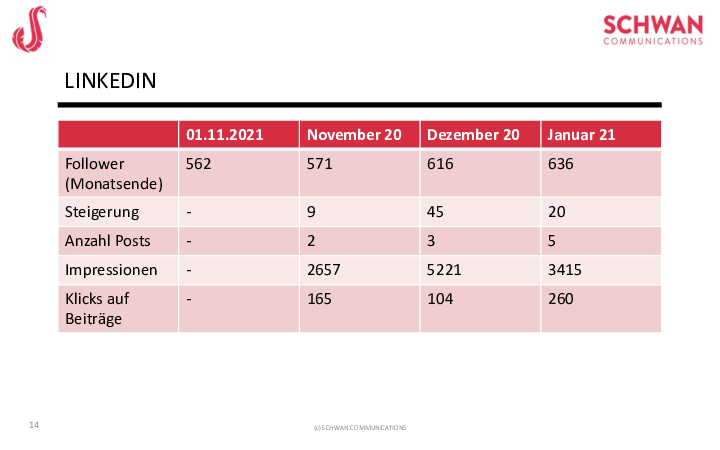 SCHWAN
COMMUNICATIONS
LINKEDIN
01.11.2021 November 20 Dezember 20 Januar 21
Follower (Monatsende) 562 571 616 636
Steigerung - 9 45 20
Anzahl Posts - 2 3 5
Impressionen - 2657 5221 3415
Klicks auf Beiträge - 165 104 260
14
(c) SCHWAN COMMUNICATIONS